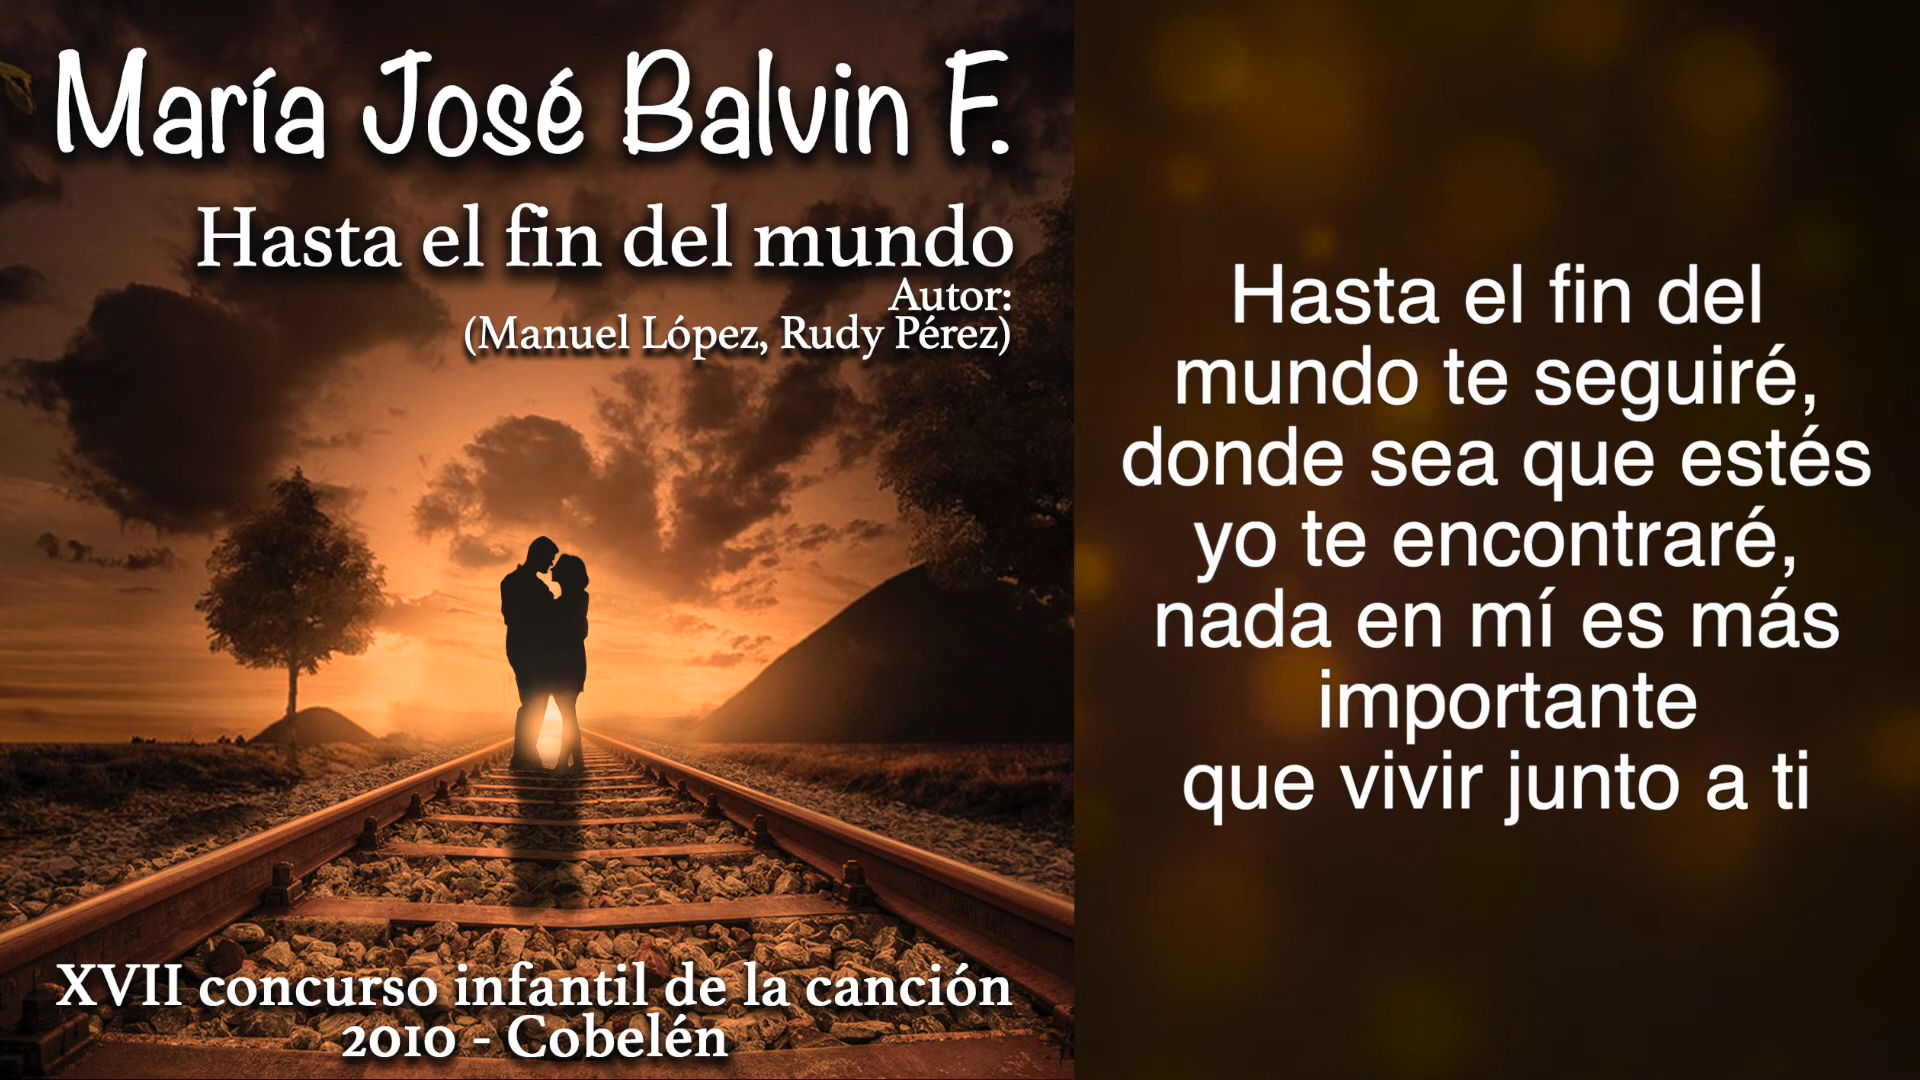 María José Balvin F.
Hasta el fin del mundo
Autor:
(Manuel López, Rudy Pérez)
XVII concurso infantil de la canción
2010 - Cobelén
Hasta el fin del
mundo te seguiré,
donde sea que estés
yo te encontraré,
nada en mí es más
importante
que vivir junto a ti